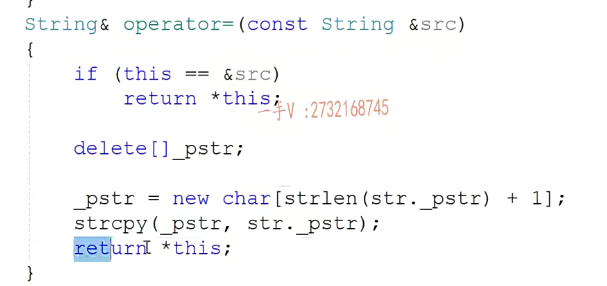 }
String& operator=(const String &src)
{
if (this == &src)
return *this;
一手V :2732168745
delete[]_pstr;
_pstr = new char[strlen(str._pstr) + 1];
strcpy(_pstr, str._pstr);
return *this;
}